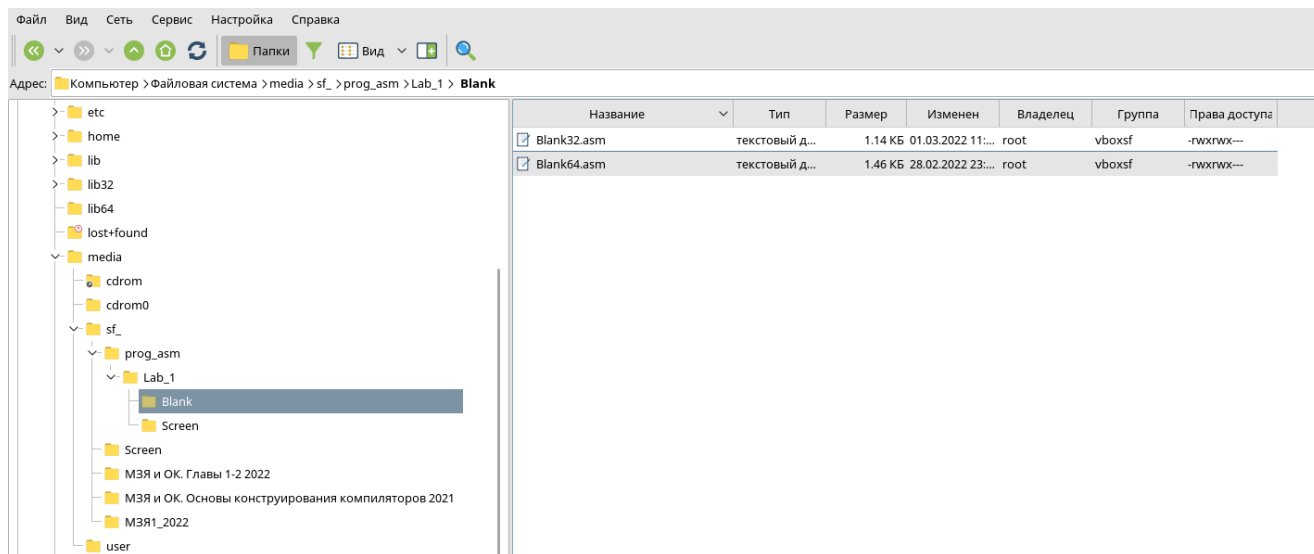 Файл Вид Сеть Сервис Настройка Справка
Папки Вид
Адрес: Компьютер > Файловая система > media > sf_ > prog_asm > Lab_1 > Blank
etc
home
lib
lib32
lib64
lost+found
media
cdrom
cdrom0
sf_
prog_asm
Lab_1
Blank
Screen
Screen
МЗЯ и ОК. Главы 1-2 2022
МЗЯ и ОК. Основы конструирования компиляторов 2021
МЗЯ1_2022
user
Название Тип Размер Изменен Владелец Группа Права доступа
Blank32.asm текстовый д... 1.14 КБ 01.03.2022 11:... root vboxsf -rwxrwx---
Blank64.asm текстовый д... 1.46 КБ 28.02.2022 23:... root vboxsf -rwxrwx---